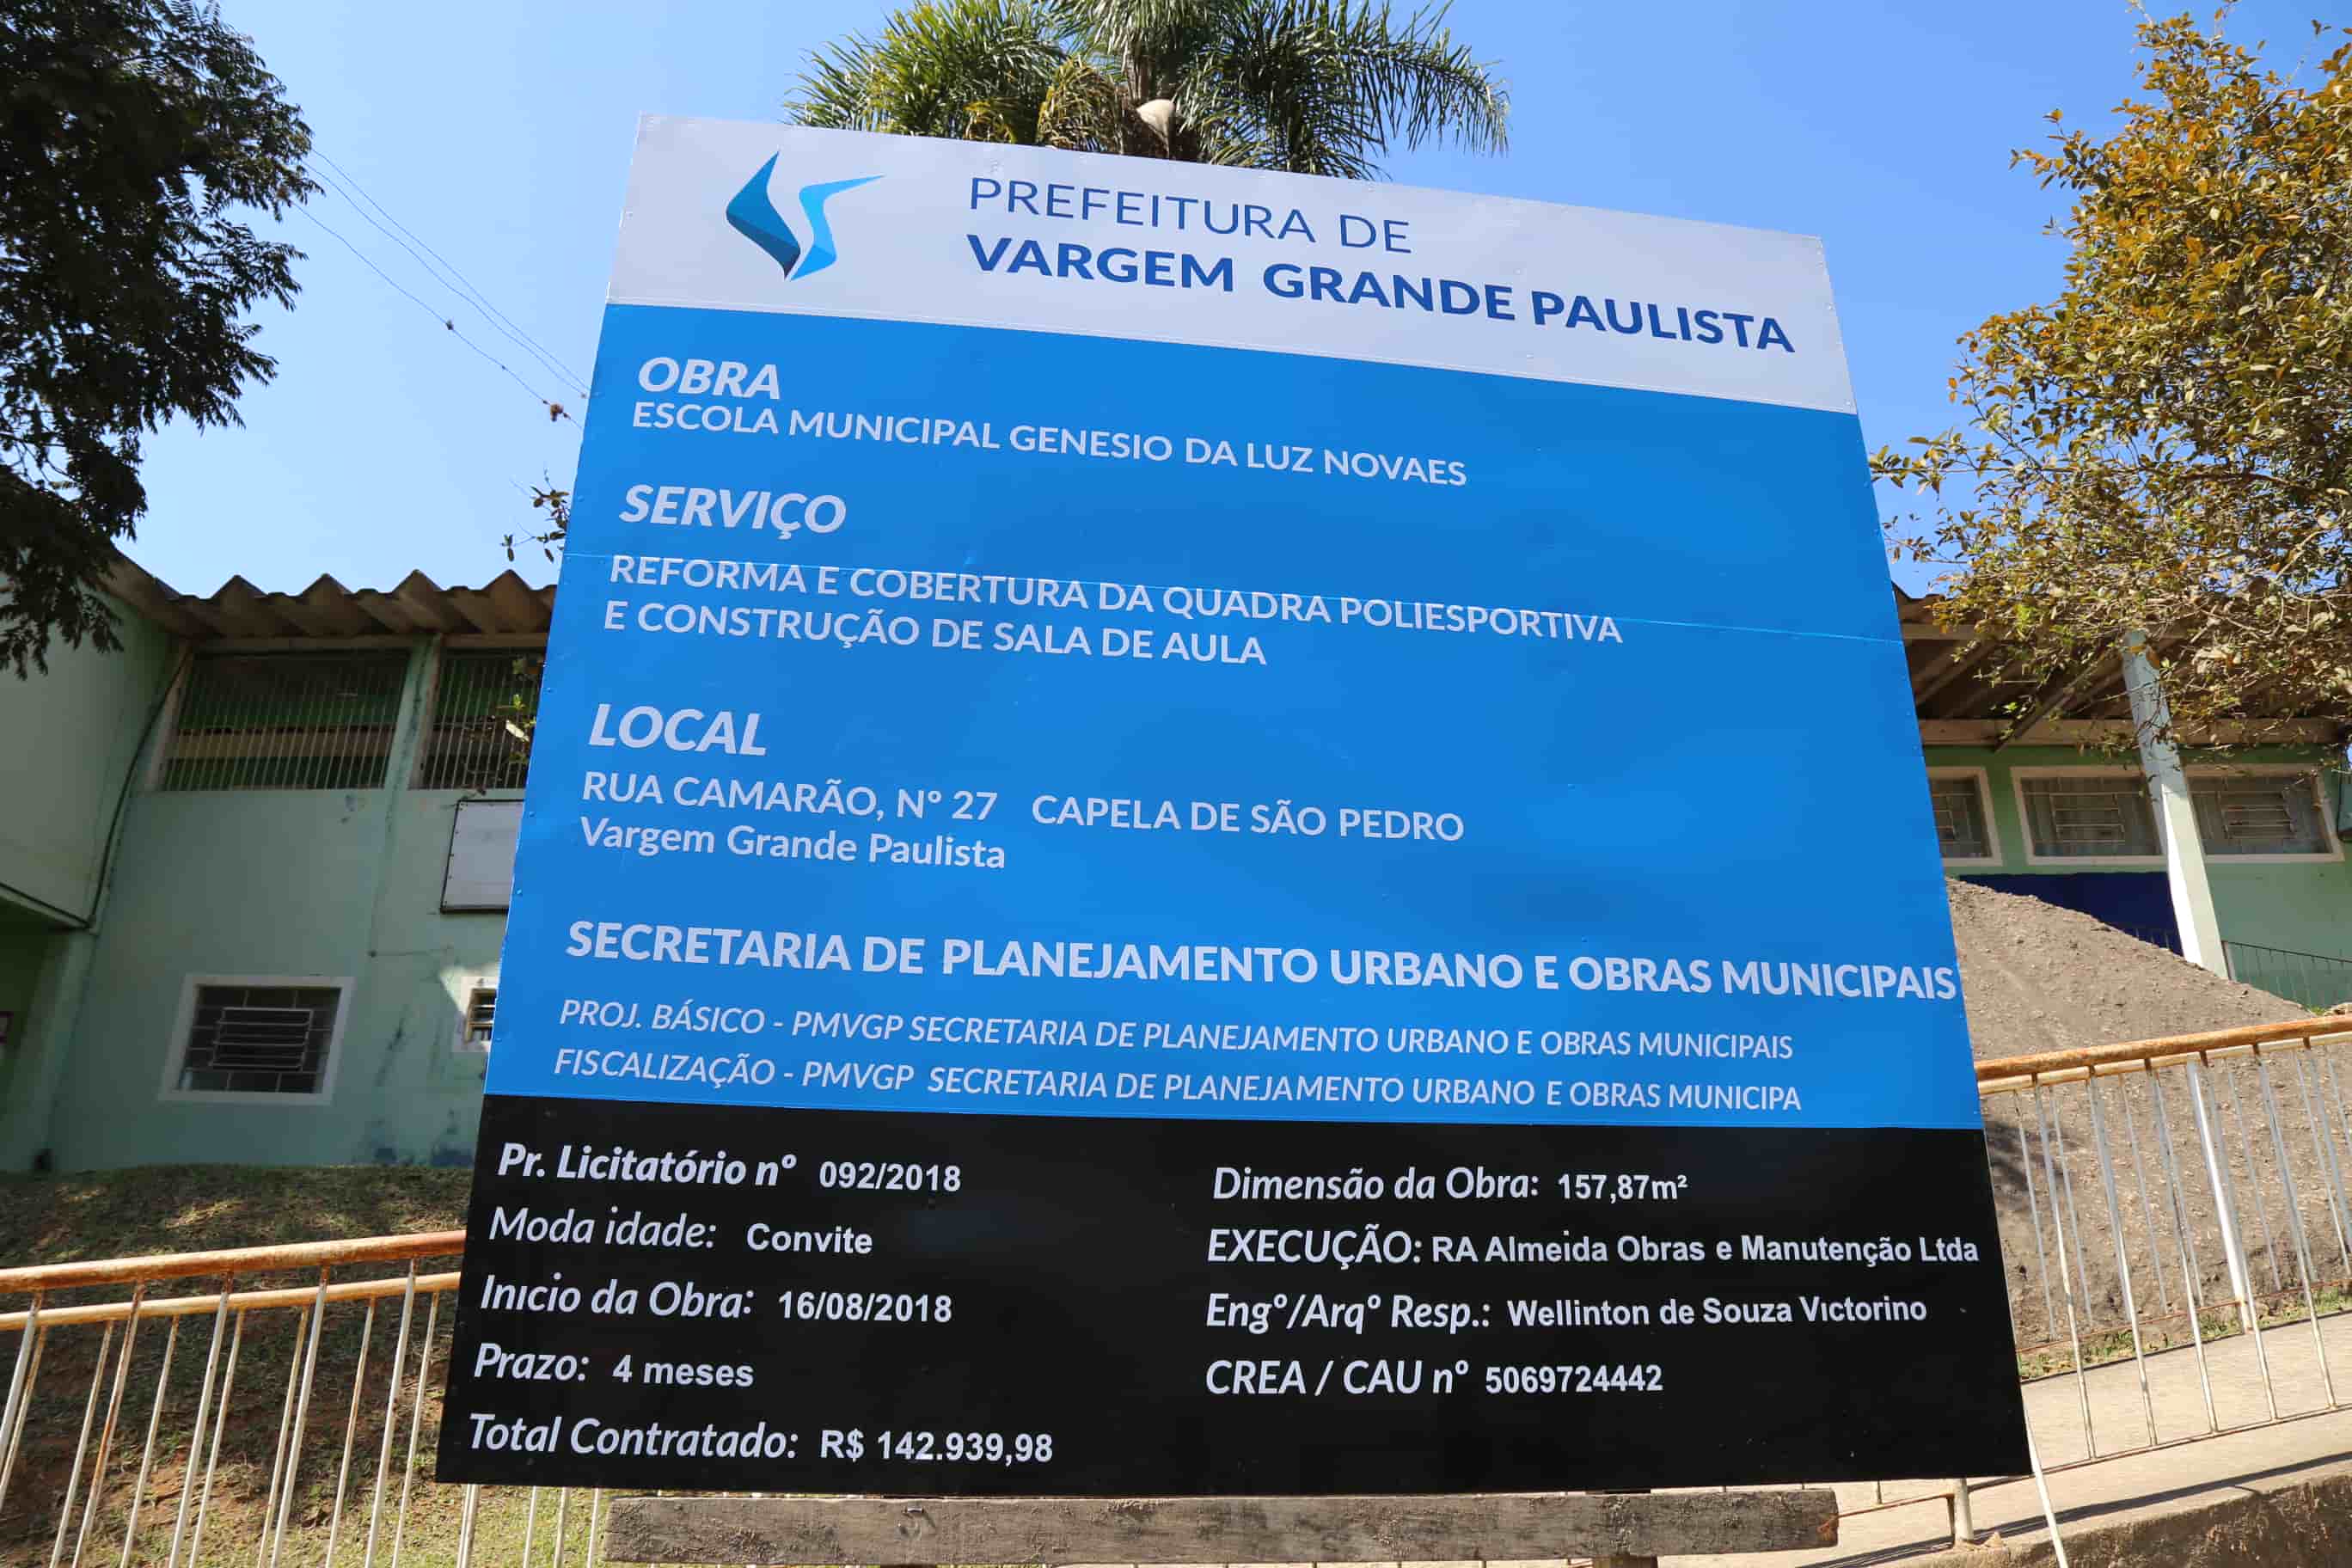 PREFEITURA DE
VARGEM GRANDE PAULISTA
OBRA
ESCOLA MUNICIPAL GENESIO DA LUZ NOVAES
SERVIÇO
REFORMA E COBERTURA DA QUADRA POLIESPORTIVA
E CONSTRUÇÃO DE SALA DE AULA
LOCAL
RUA CAMARÃO, Nº 27 CAPELA DE SÃO PEDRO
Vargem Grande Paulista
SECRETARIA DE PLANEJAMENTO URBANO E OBRAS MUNICIPAIS
PROJ. BÁSICO - PMVGP SECRETARIA DE PLANEJAMENTO URBANO E OBRAS MUNICIPAIS
FISCALIZAÇÃO - PMVGP SECRETARIA DE PLANEJAMENTO URBANO E OBRAS MUNICIPA
Pr. Licitatório nº 092/2018
Moda idade: Convite
Inıcio da Obra: 16/08/2018
Prazo: 4 meses
Total Contratado: R$ 142.939,98
Dimensão da Obra: 157,87m²
EXECUÇÃO: RA Almeida Obras e Manutenção Ltda
Engº/Arqº Resp.: Wellinton de Souza Vıctorino
CREA / CAU nº 5069724442